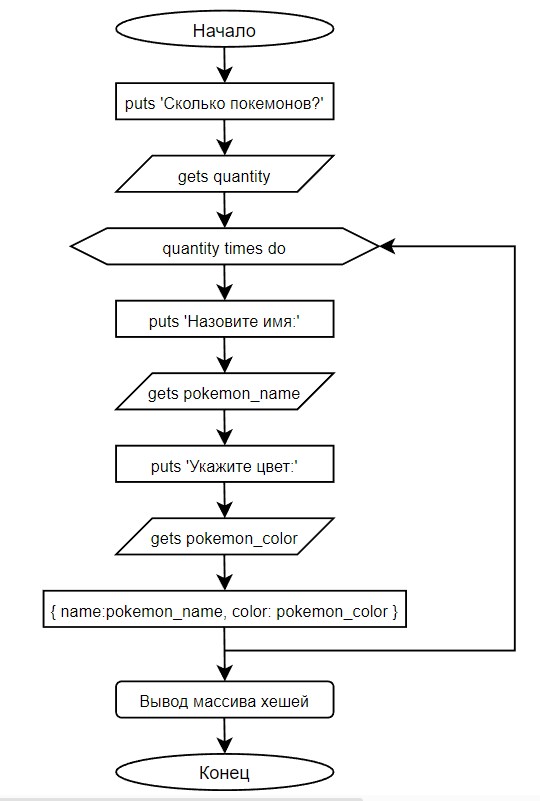 Начало
puts 'Сколько покемонов?'
gets quantity
quantity times do
puts 'Назовите имя:'
gets pokemon_name
puts 'Укажите цвет:'
gets pokemon_color
{ name:pokemon_name, color: pokemon_color }
Вывод массива хешей
Конец